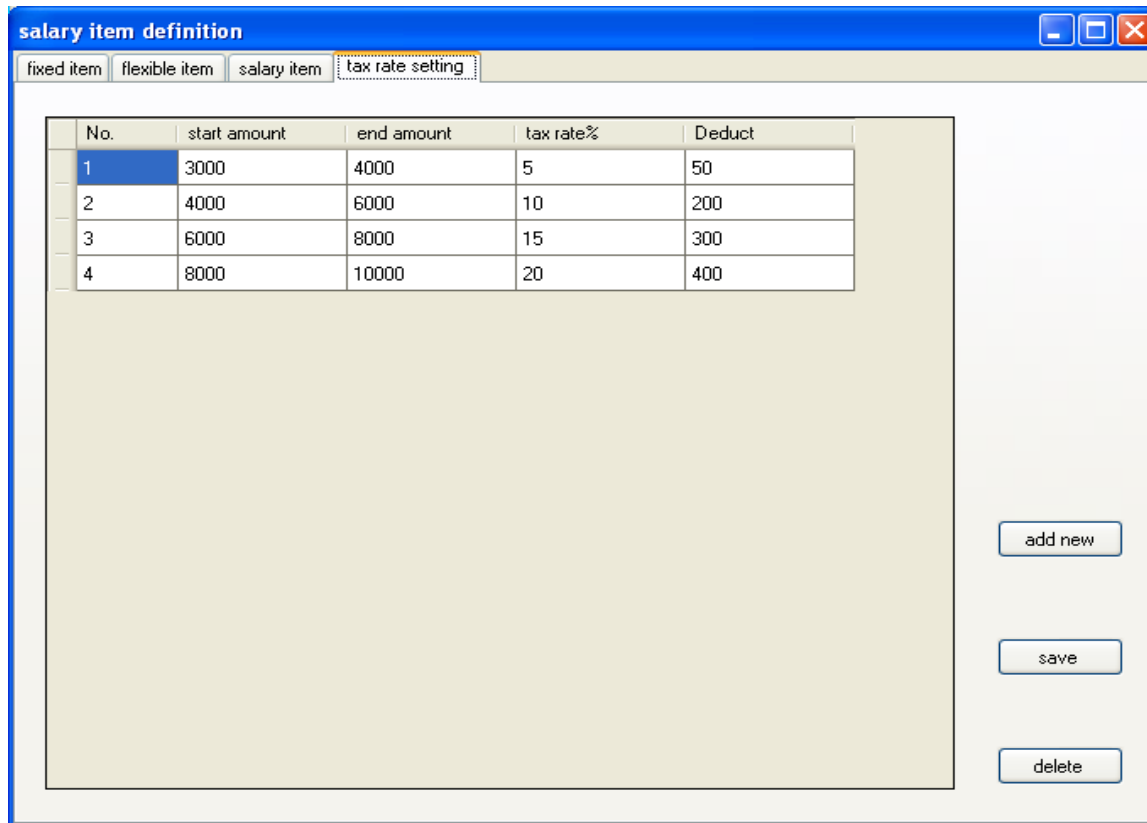 salary item definition
fixed item flexible item salary item tax rate setting
No. start amount end amount tax rate% Deduct
1 3000 4000 5 50
2 4000 6000 10 200
3 6000 8000 15 300
4 8000 10000 20 400
add new
save
delete